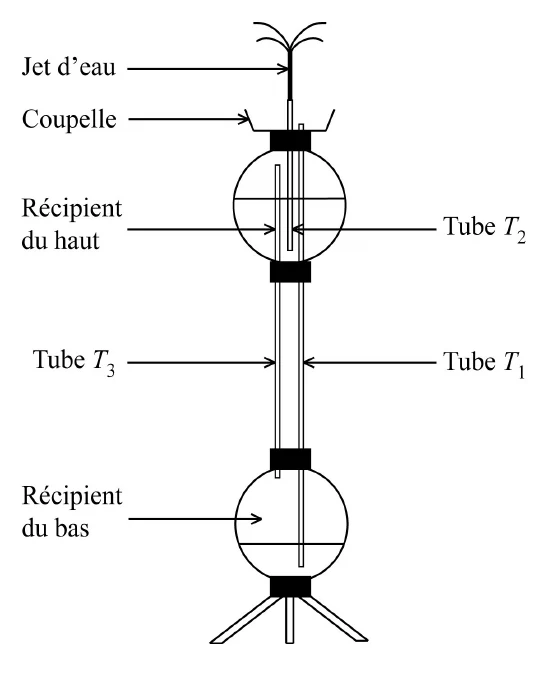 Jet d’eau
Coupelle
Récipient
du haut
Tube T₂
Tube T₃
Tube T₁
Récipient
du bas